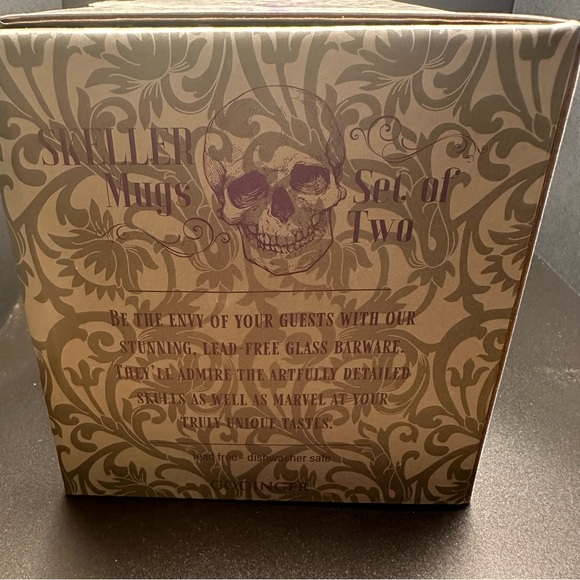 SKELLER
Mugs
Set of
Two
BE THE ENVY OF YOUR GUESTS WITH OUR
STUNNING, LEAD-FREE GLASS BARWARE.
THEY'LL ADMIRE THE ARTFULLY DETAILED
SKULLS AS WELL AS MARVEL AT YOUR
TRULY UNIQUE TASTES.
lead free - dishwasher safe
GODINGER